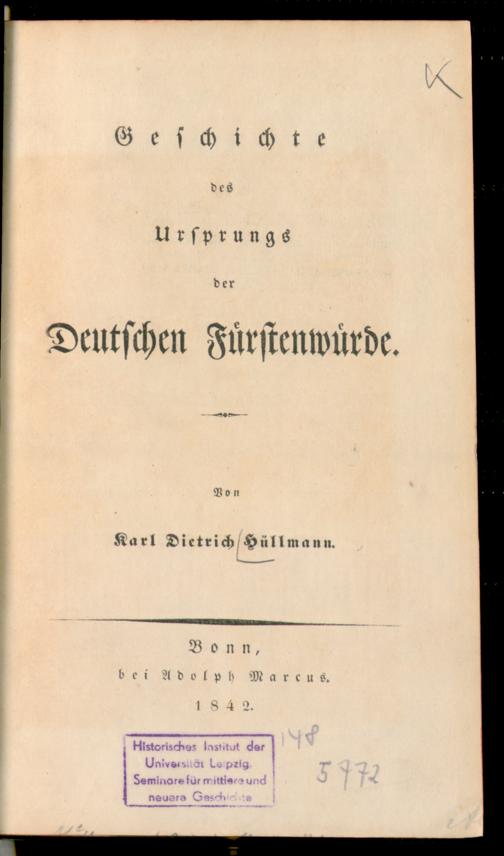 Geschichte
des
Ursprungs
der
Deutschen Fürstenwürde.
Von
Karl Dietrich Hüllmann.
Bonn,
bei Adolph Marcus.
1842.
Historisches Institut der
Universität Leipzig.
Seminare für mittlere und
neuere Geschichte
148
5772